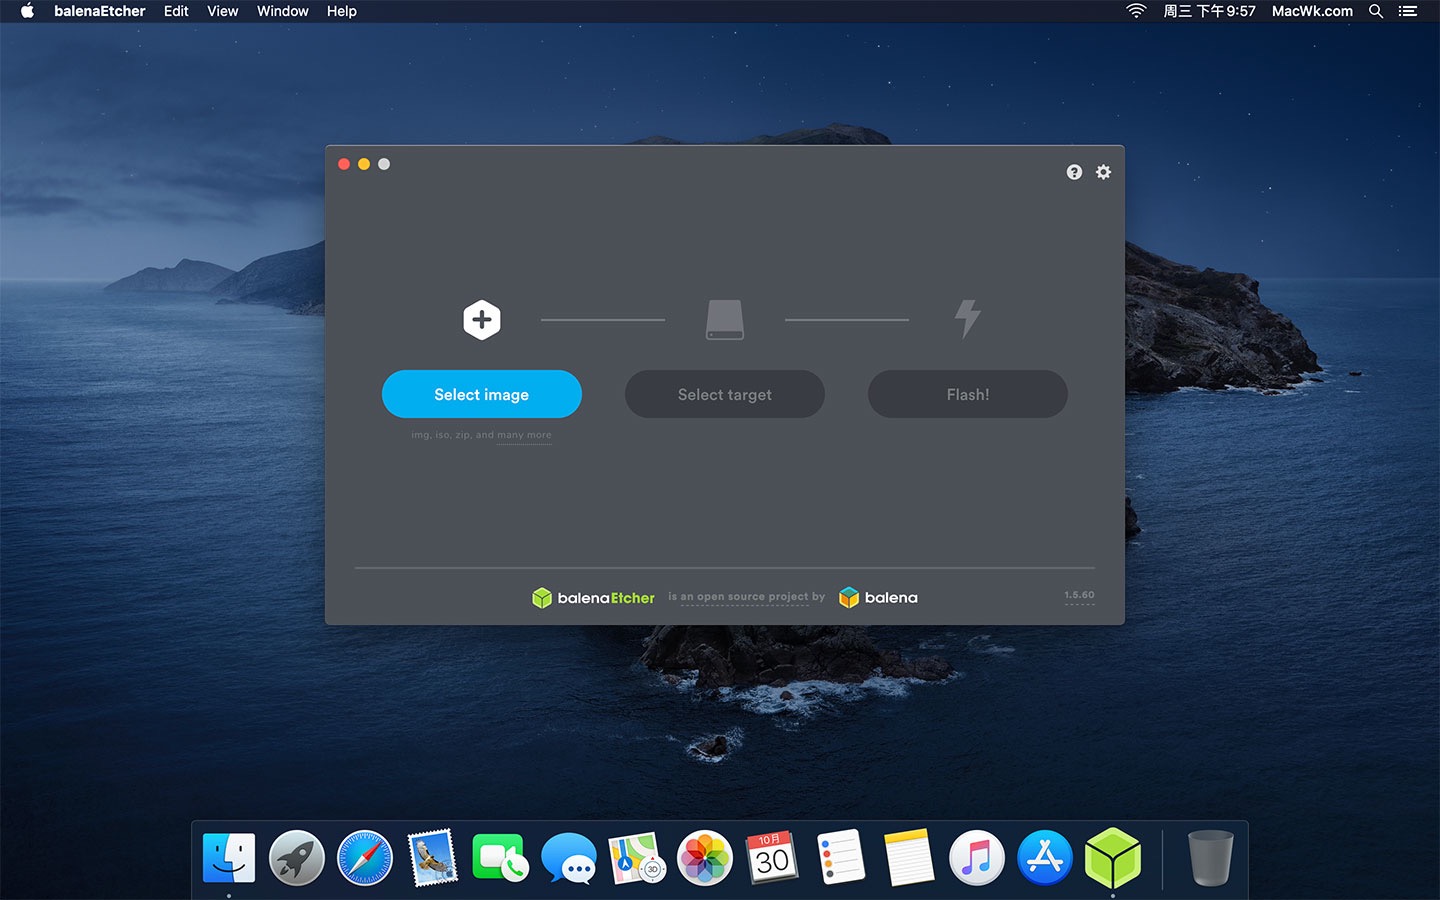 balenaEtcher Edit View Window Help 周三 下午9:57 MacWk.com
?
Select image Select target Flash!
img, iso, zip, and many more
balenaEtcher is an open source project by balena 1.5.60
3D
10月
30